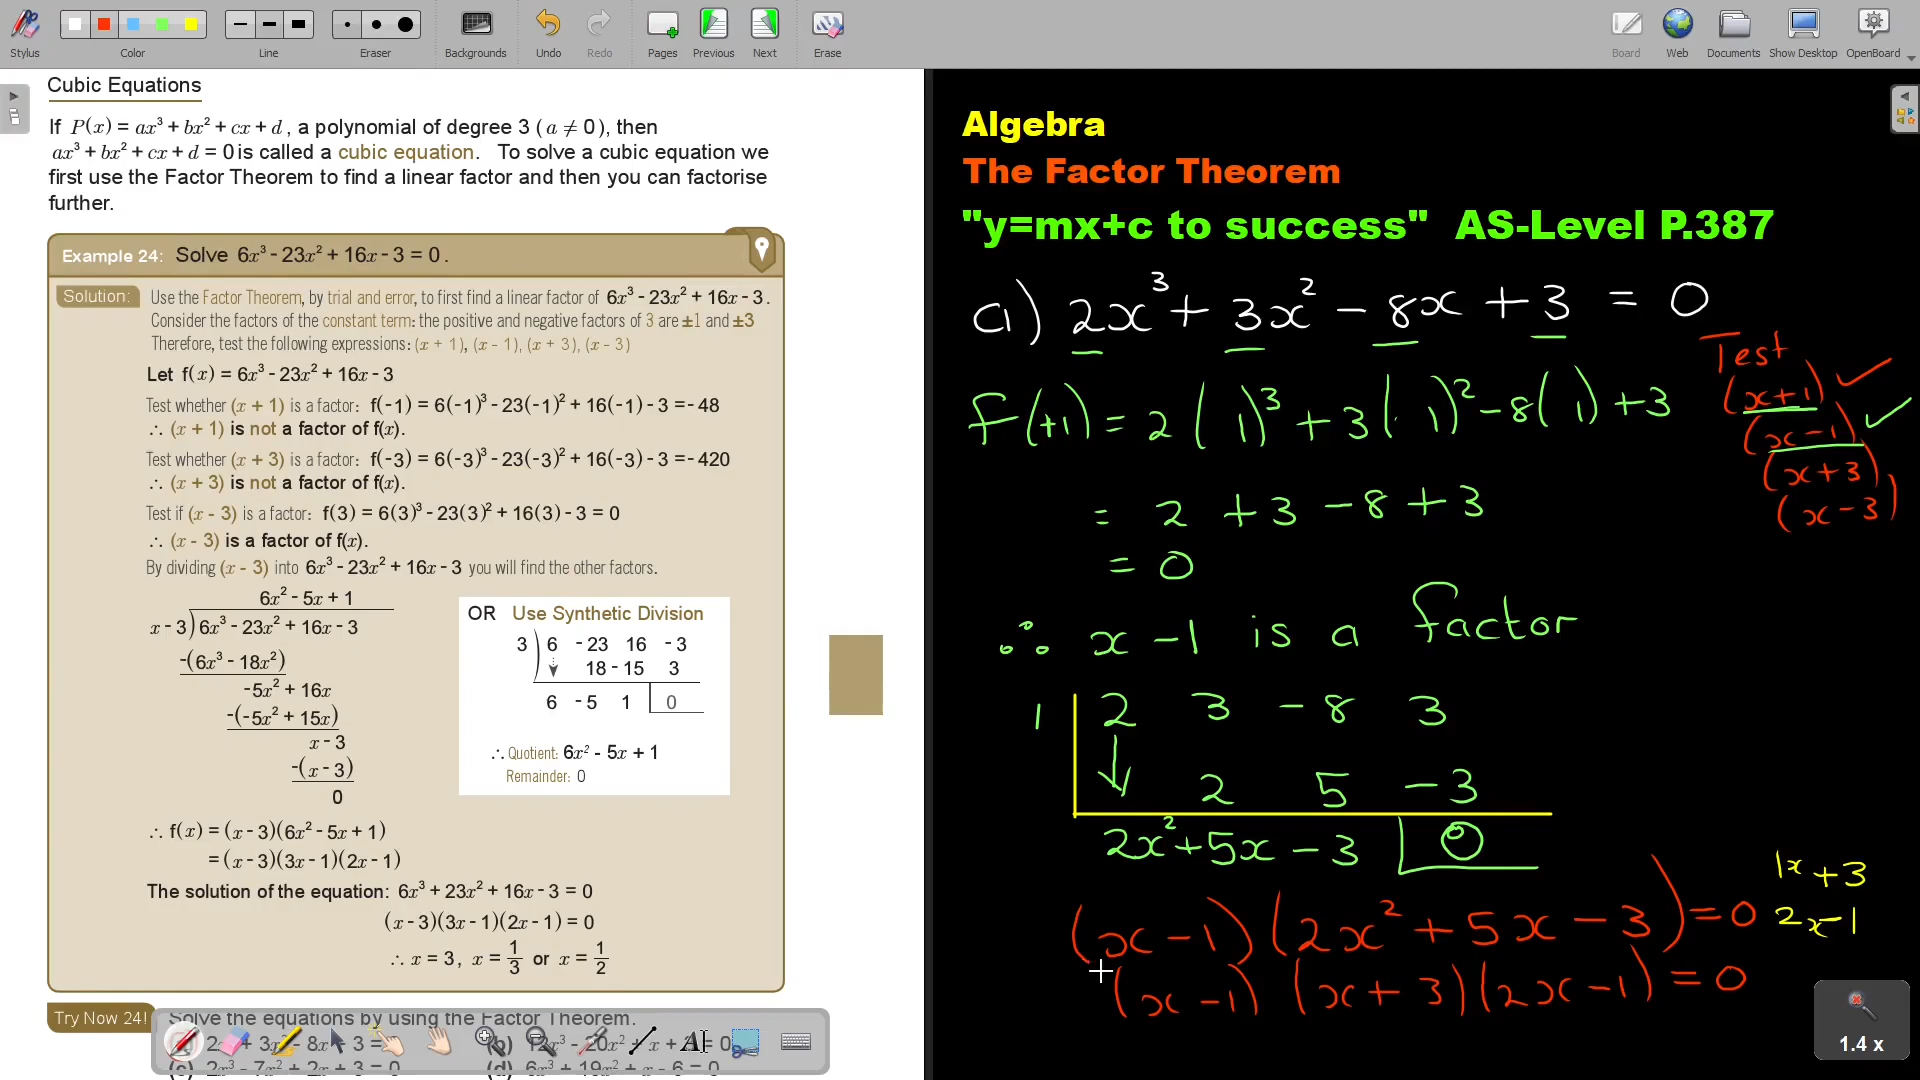 Stylus Color Line Eraser Backgrounds Undo Redo Pages Previous Next Erase Board Web Documents Show Desktop OpenBoard
Cubic Equations
If P(x) = ax³ + bx² + cx + d, a polynomial of degree 3 (a ≠ 0), then
ax³ + bx² + cx + d = 0 is called a cubic equation. To solve a cubic equation we
first use the Factor Theorem to find a linear factor and then you can factorise
further.
Example 24: Solve 6x³ - 23x² + 16x - 3 = 0.
Solution: Use the Factor Theorem, by trial and error, to first find a linear factor of 6x³ - 23x² + 16x - 3.
Consider the factors of the constant term: the positive and negative factors of 3 are ±1 and ±3
Therefore, test the following expressions: (x + 1), (x - 1), (x + 3), (x - 3)
Let f(x) = 6x³ - 23x² + 16x - 3
Test whether (x + 1) is a factor: f(-1) = 6(-1)³ - 23(-1)² + 16(-1) - 3 = - 48
∴ (x + 1) is not a factor of f(x).
Test whether (x + 3) is a factor: f(-3) = 6(-3)³ - 23(-3)² + 16(-3) - 3 = - 420
∴ (x + 3) is not a factor of f(x).
Test if (x - 3) is a factor: f(3) = 6(3)³ - 23(3)² + 16(3) - 3 = 0
∴ (x - 3) is a factor of f(x).
By dividing (x - 3) into 6x³ - 23x² + 16x - 3 you will find the other factors.
6x² - 5x + 1
x - 3)6x³ - 23x² + 16x - 3
-(6x³ - 18x²)
-5x² + 16x
-(-5x² + 15x)
x - 3
-(x - 3)
0
OR Use Synthetic Division
3 6 - 23 16 - 3
18 - 15 3
6 - 5 1 0
∴ Quotient: 6x² - 5x + 1
Remainder: 0
∴ f(x) = (x - 3)(6x² - 5x + 1)
= (x - 3)(3x - 1)(2x - 1)
The solution of the equation: 6x³ + 23x² + 16x - 3 = 0
(x - 3)(3x - 1)(2x - 1) = 0
∴ x = 3, x = 1/3 or x = 1/2
Try Now 24! Solve the equations by using the Factor Theorem.
Algebra
The Factor Theorem
"y=mx+c to success" AS-Level P.387
a) 2x³ + 3x² - 8x + 3 = 0
Test
(x+1) ✓
(x-1) ✓
(x+3)
(x-3)
f(+1) = 2(1)³ + 3(1)² - 8(1) + 3
= 2 + 3 - 8 + 3
= 0
∴ x - 1 is a factor
1 2 3 - 8 3
2 5 - 3
2x² + 5x - 3 0
(x - 1)(2x² + 5x - 3) = 0
(x - 1)(x + 3)(2x - 1) = 0
1x + 3
2x - 1
1.4 x